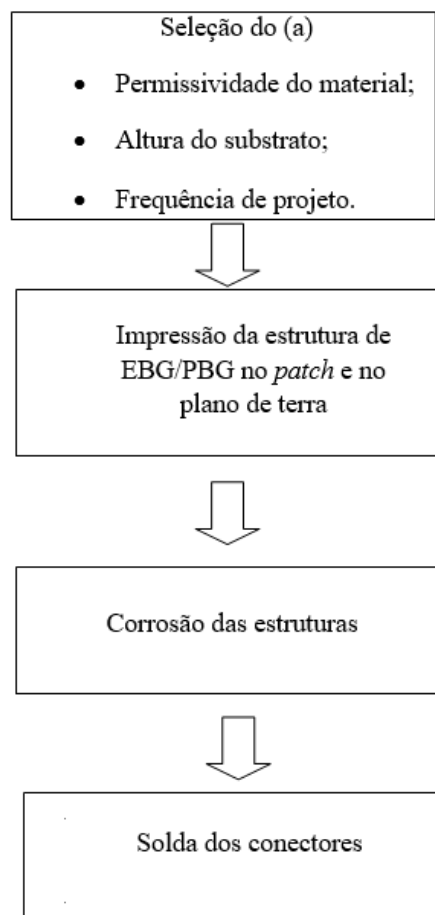 Seleção do (a)
• Permissividade do material;
• Altura do substrato;
• Frequência de projeto.
Impressão da estrutura de
EBG/PBG no patch e no
plano de terra
Corrosão das estruturas
Solda dos conectores